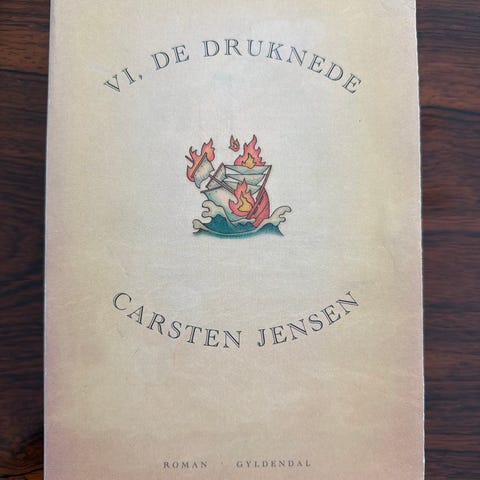 VI, DE DRUKNEDE
CARSTEN JENSEN
ROMAN · GYLDENDAL